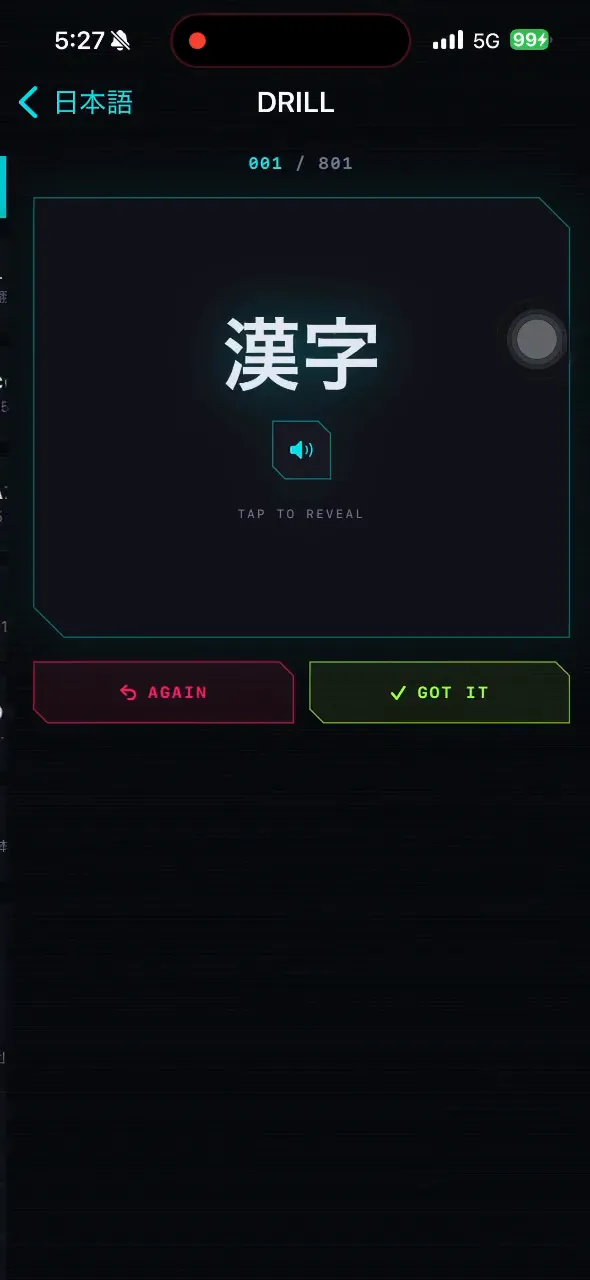 5:27 5G 99
日本語 DRILL
001 / 801
漢字
TAP TO REVEAL
AGAIN GOT IT